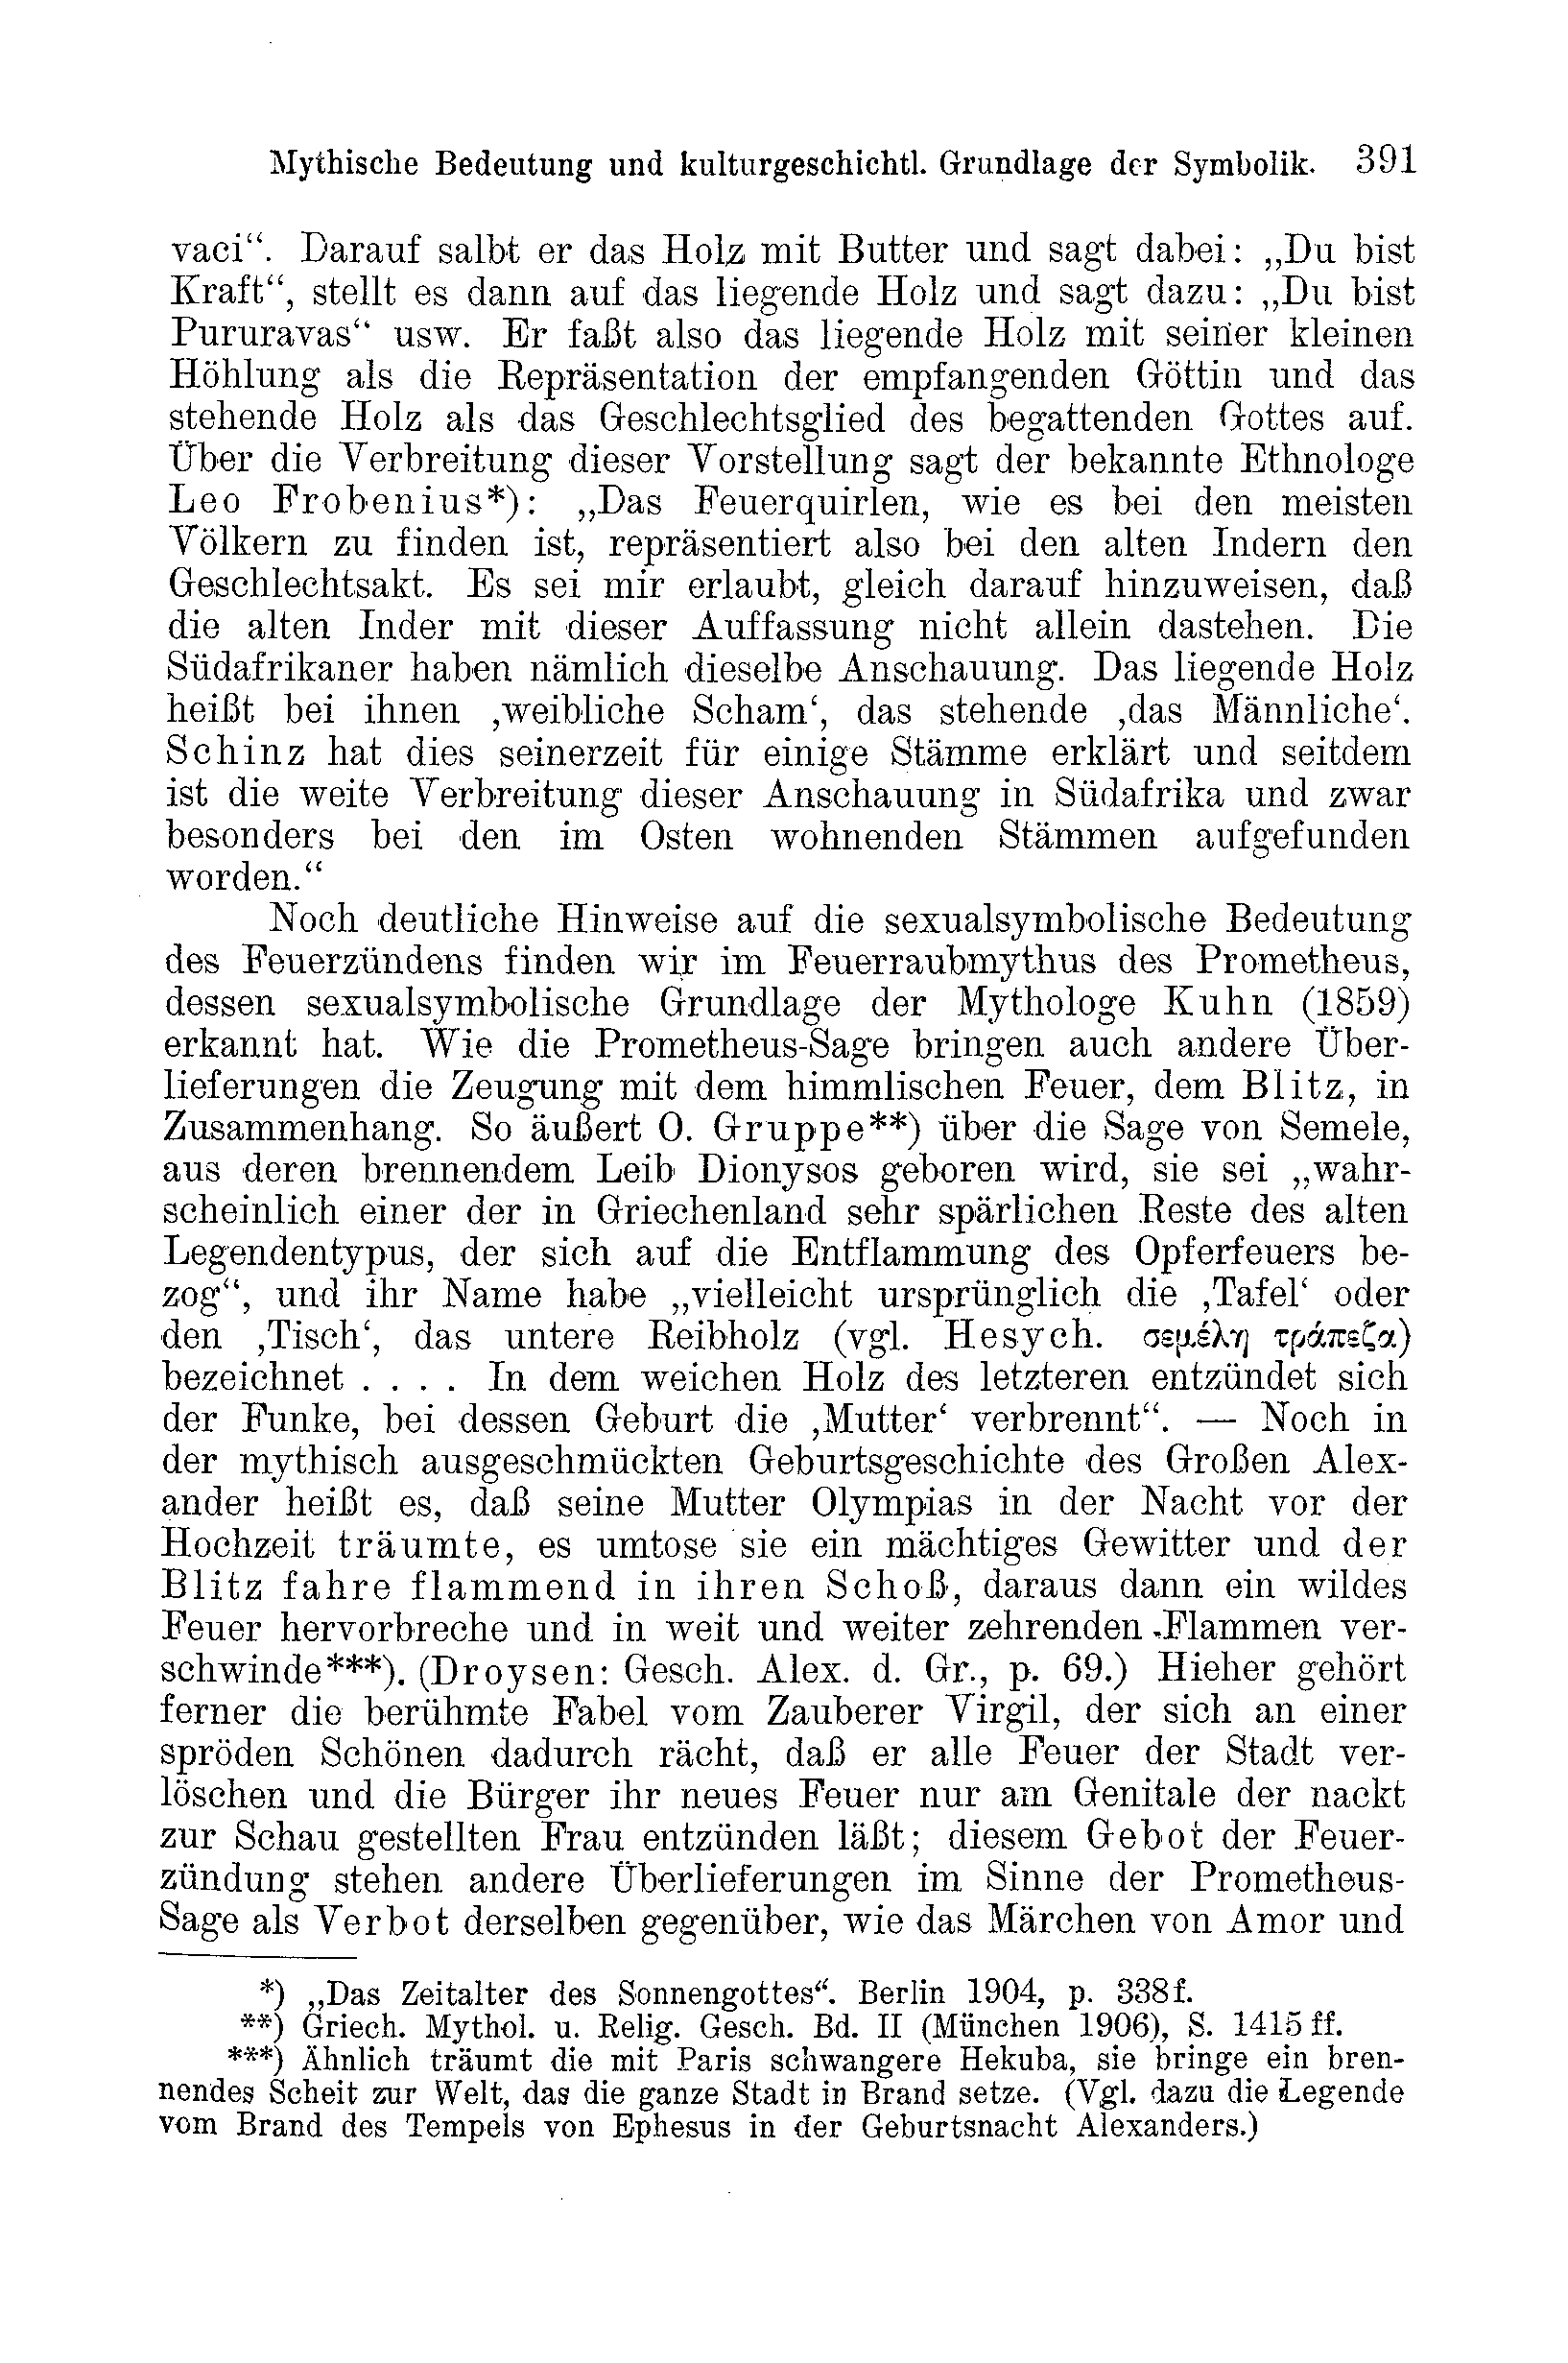 Mythische Bedeutung und kulturgeschichtl. Grundlage der Symbolik. 391
vaci“. Darauf salbt er das Holz mit Butter und sagt dabei: „Du bist
Kraft“, stellt es dann auf das liegende Holz und sagt dazu: „Du bist
Pururavas“ usw. Er faßt also das liegende Holz mit seiner kleinen
Höhlung als die Repräsentation der empfangenden Göttin und das
stehende Holz als das Geschlechtsglied des begattenden Gottes auf.
Über die Verbreitung dieser Vorstellung sagt der bekannte Ethnologe
Leo Frobenius*): „Das Feuerquirlen, wie es bei den meisten
Völkern zu finden ist, repräsentiert also bei den alten Indern den
Geschlechtsakt. Es sei mir erlaubt, gleich darauf hinzuweisen, daß
die alten Inder mit dieser Auffassung nicht allein dastehen. Die
Südafrikaner haben nämlich dieselbe Anschauung. Das liegende Holz
heißt bei ihnen ‚weibliche Scham‘, das stehende ‚das Männliche‘.
Schinz hat dies seinerzeit für einige Stämme erklärt und seitdem
ist die weite Verbreitung dieser Anschauung in Südafrika und zwar
besonders bei den im Osten wohnenden Stämmen aufgefunden
worden.“
Noch deutliche Hinweise auf die sexualsymbolische Bedeutung
des Feuerzündens finden wir im Feuerraubmythus des Prometheus,
dessen sexualsymbolische Grundlage der Mythologe Kuhn (1859)
erkannt hat. Wie die Prometheus-Sage bringen auch andere Über-
lieferungen die Zeugung mit dem himmlischen Feuer, dem Blitz, in
Zusammenhang. So äußert O. Gruppe**) über die Sage von Semele,
aus deren brennendem Leib Dionysos geboren wird, sie sei „wahr-
scheinlich einer der in Griechenland sehr spärlichen Reste des alten
Legendentypus, der sich auf die Entflammung des Opferfeuers be-
zog“, und ihr Name habe „vielleicht ursprünglich die ‚Tafel‘ oder
den ‚Tisch‘, das untere Reibholz (vgl. Hesych. σεμέλη τράπεζα)
bezeichnet . . . . In dem weichen Holz des letzteren entzündet sich
der Funke, bei dessen Geburt die ‚Mutter‘ verbrennt“. — Noch in
der mythisch ausgeschmückten Geburtsgeschichte des Großen Alex-
ander heißt es, daß seine Mutter Olympias in der Nacht vor der
Hochzeit träumte, es umtose sie ein mächtiges Gewitter und der
Blitz fahre flammend in ihren Schoß, daraus dann ein wildes
Feuer hervorbreche und in weit und weiter zehrenden Flammen ver-
schwinde***). (Droysen: Gesch. Alex. d. Gr., p. 69.) Hieher gehört
ferner die berühmte Fabel vom Zauberer Virgil, der sich an einer
spröden Schönen dadurch rächt, daß er alle Feuer der Stadt ver-
löschen und die Bürger ihr neues Feuer nur am Genitale der nackt
zur Schau gestellten Frau entzünden läßt; diesem Gebot der Feuer-
zündung stehen andere Überlieferungen im Sinne der Prometheus-
Sage als Verbot derselben gegenüber, wie das Märchen von Amor und
*) „Das Zeitalter des Sonnengottes“. Berlin 1904, p. 338f.
**) Griech. Mythol. u. Relig. Gesch. Bd. II (München 1906), S. 1415 ff.
***) Ähnlich träumt die mit Paris schwangere Hekuba, sie bringe ein bren-
nendes Scheit zur Welt, das die ganze Stadt in Brand setze. (Vgl. dazu die Legende
vom Brand des Tempels von Ephesus in der Geburtsnacht Alexanders.)